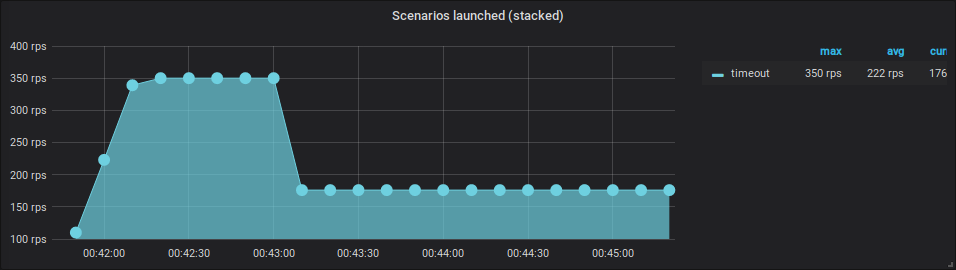 Scenarios launched (stacked)
400 rps
350 rps
300 rps
250 rps
200 rps
150 rps
100 rps
00:42:00 00:42:30 00:43:00 00:43:30 00:44:00 00:44:30 00:45:00
max avg curr
timeout 350 rps 222 rps 176